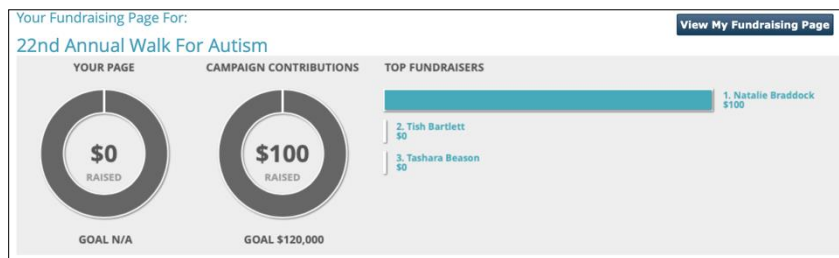 Your Fundraising Page For:
View My Fundraising Page
22nd Annual Walk For Autism
YOUR PAGE
$0
RAISED
GOAL N/A
CAMPAIGN CONTRIBUTIONS
$100
RAISED
GOAL $120,000
TOP FUNDRAISERS
1. Natalie Braddock
$100
2. Tish Bartlett
$0
3. Tashara Beason
$0